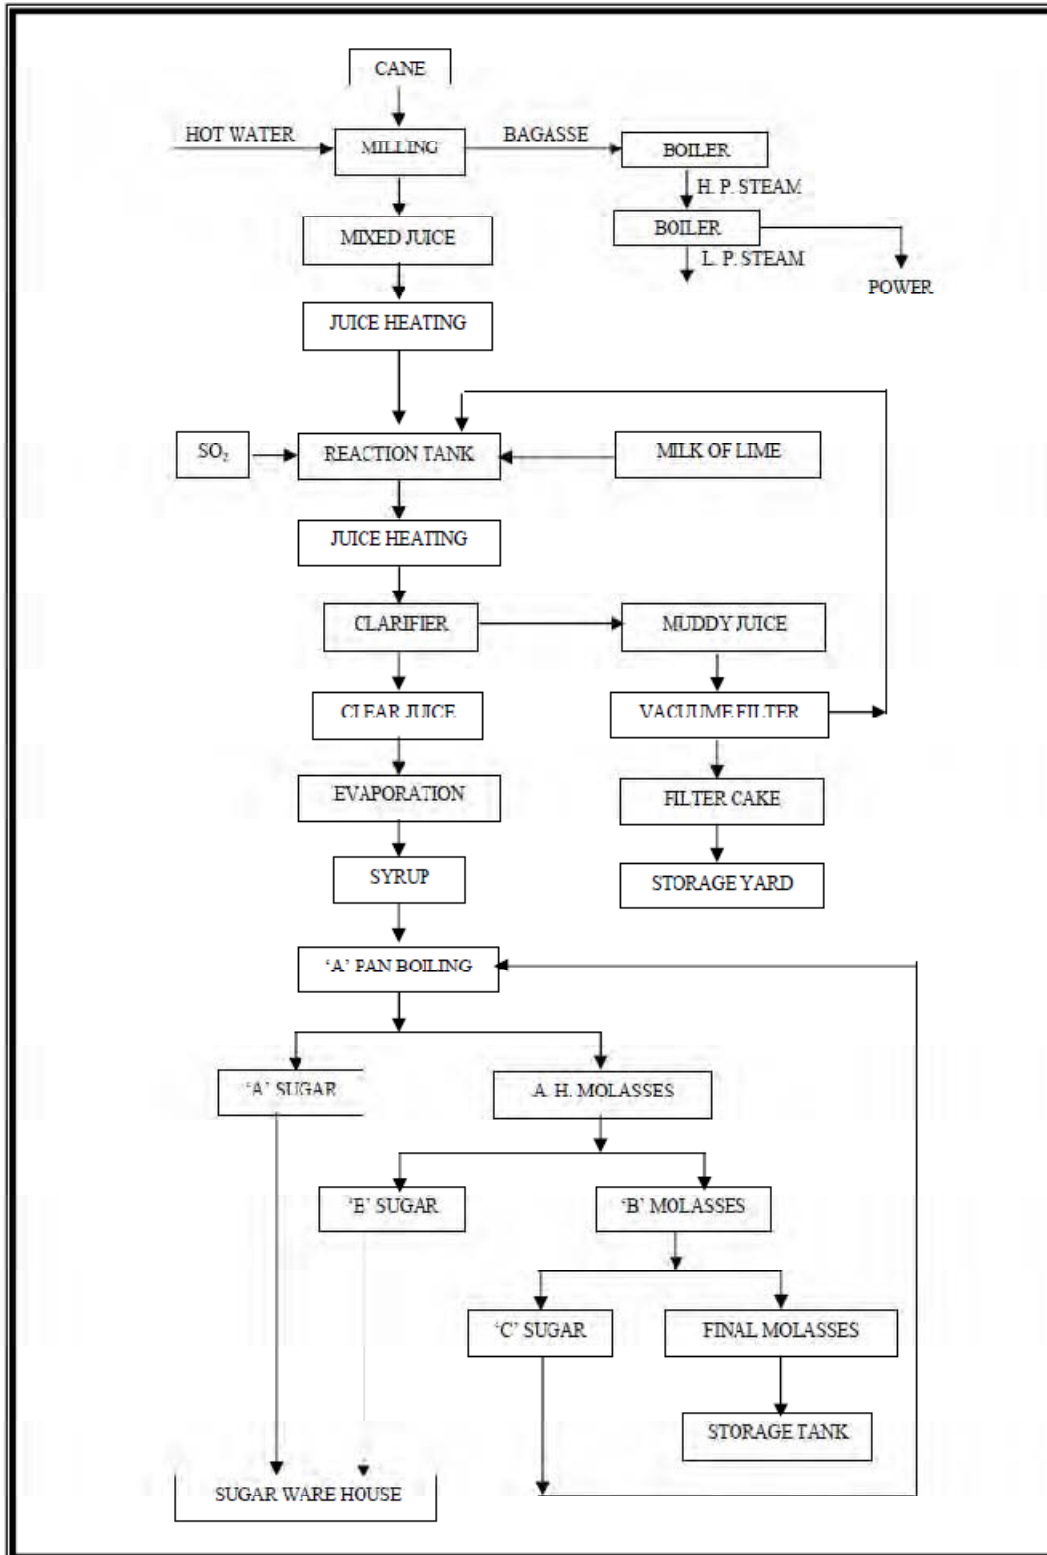 CANE
HOT WATER
MILLING
BAGASSE
BOILER
H. P. STEAM
MIXED JUICE
BOILER
L. P. STEAM
POWER
JUICE HEATING
SO₂
REACTION TANK
MILK OF LIME
JUICE HEATING
CLARIFIER
MUDDY JUICE
CLEAR JUICE
VACUUME FILTER
EVAPORATION
FILTER CAKE
SYRUP
STORAGE YARD
‘A’ PAN BOILING
‘A’ SUGAR
A. H. MOLASSES
‘E’ SUGAR
‘B’ MOLASSES
‘C’ SUGAR
FINAL MOLASSES
STORAGE TANK
SUGAR WARE HOUSE